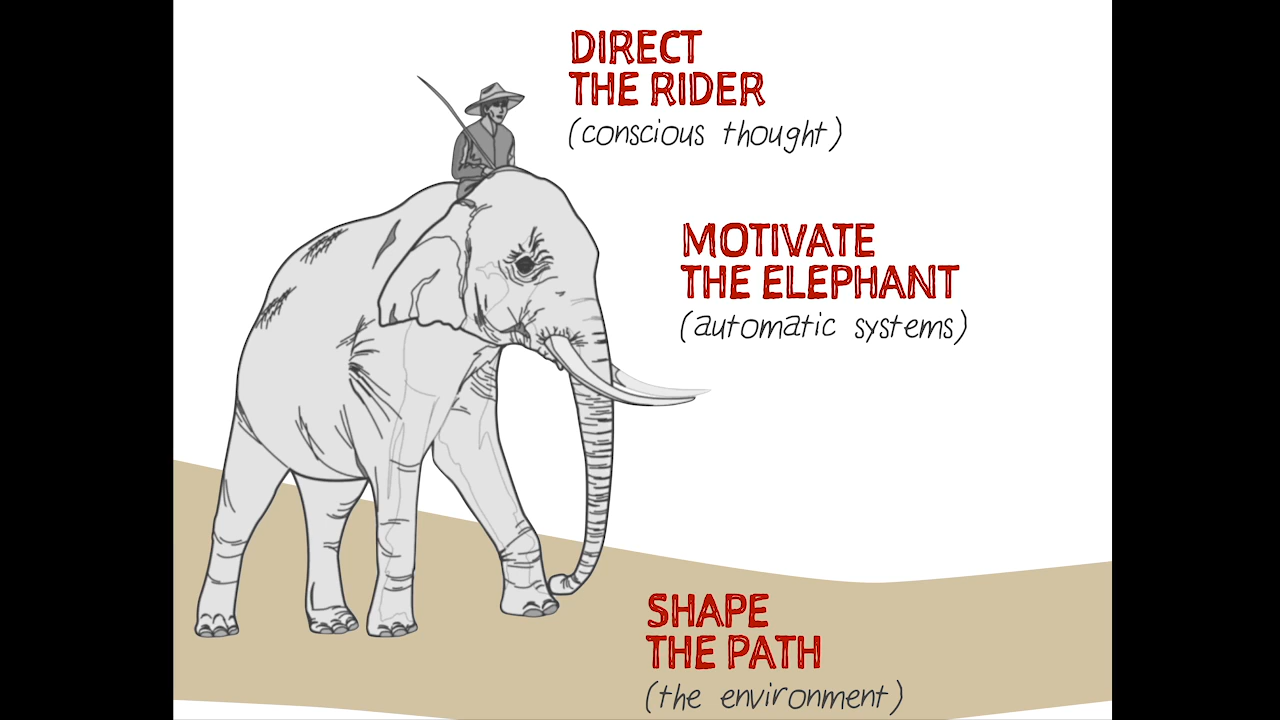 DIRECT
THE RIDER
(conscious thought)
MOTIVATE
THE ELEPHANT
(automatic systems)
SHAPE
THE PATH
(the environment)